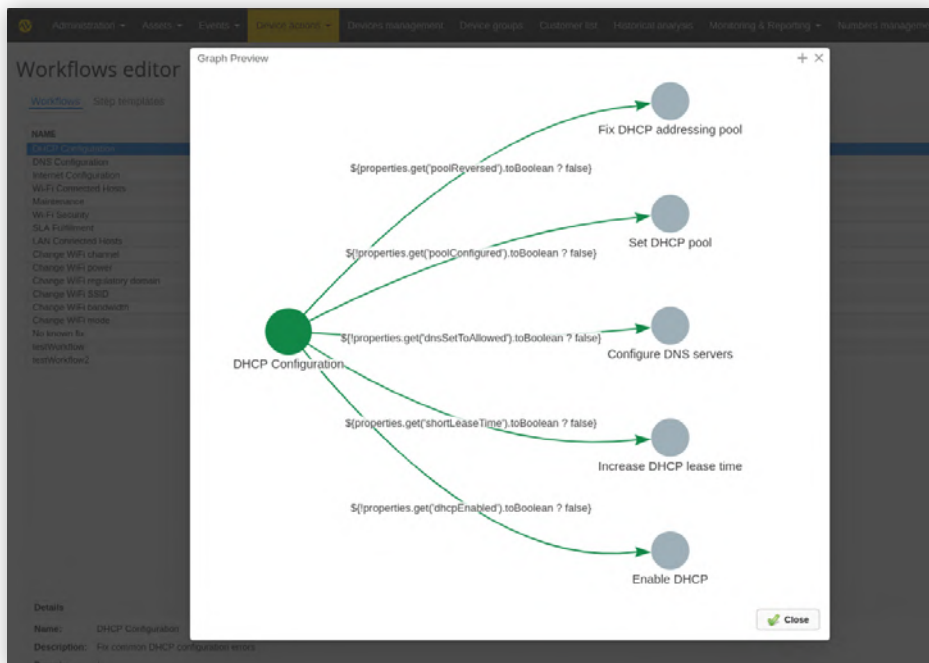 Administration Assets Events Device actions Devices management Device groups Customer list Historical analysis Monitoring & Reporting Numbers manageme
Workflows editor
Workflows Step templates
NAME
DHCP Configuration
DNS Configuration
Internet Configuration
Wi-Fi Connected Hosts
Maintenance
Wi-Fi Security
SLA Fulfilment
LAN Connected Hosts
Change WiFi channel
Change WiFi power
Change WiFi regulatory domain
Change WiFi SSID
Change WiFi bandwidth
Change WiFi mode
No known fix
testWorkflow
testWorkflow2
Graph Preview
Fix DHCP addressing pool
${properties.get('poolReversed').toBoolean ? false}
Set DHCP pool
${!properties.get('poolConfigured').toBoolean ? false}
${!properties.get('dnsSetToAllowed').toBoolean ? false}
Configure DNS servers
DHCP Configuration
${properties.get('shortLeaseTime').toBoolean ? false}
Increase DHCP lease time
${!properties.get('dhcpEnabled').toBoolean ? false}
Enable DHCP
Close
Details
Name: DHCP Configuration
Description: Fix common DHCP configuration errors